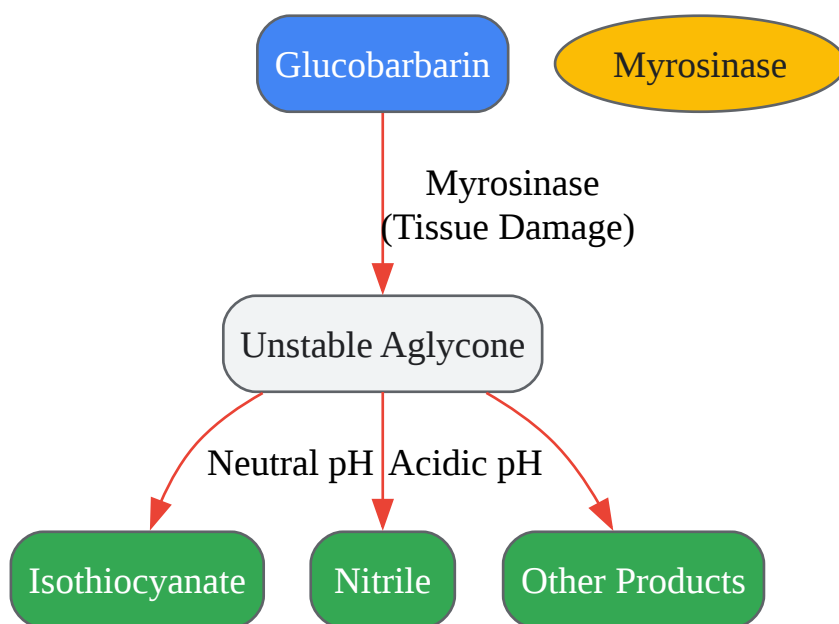 Glucobarbarin
Myrosinase
Myrosinase
(Tissue Damage)
Unstable Aglycone
Neutral pH
Acidic pH
Isothiocyanate
Nitrile
Other Products